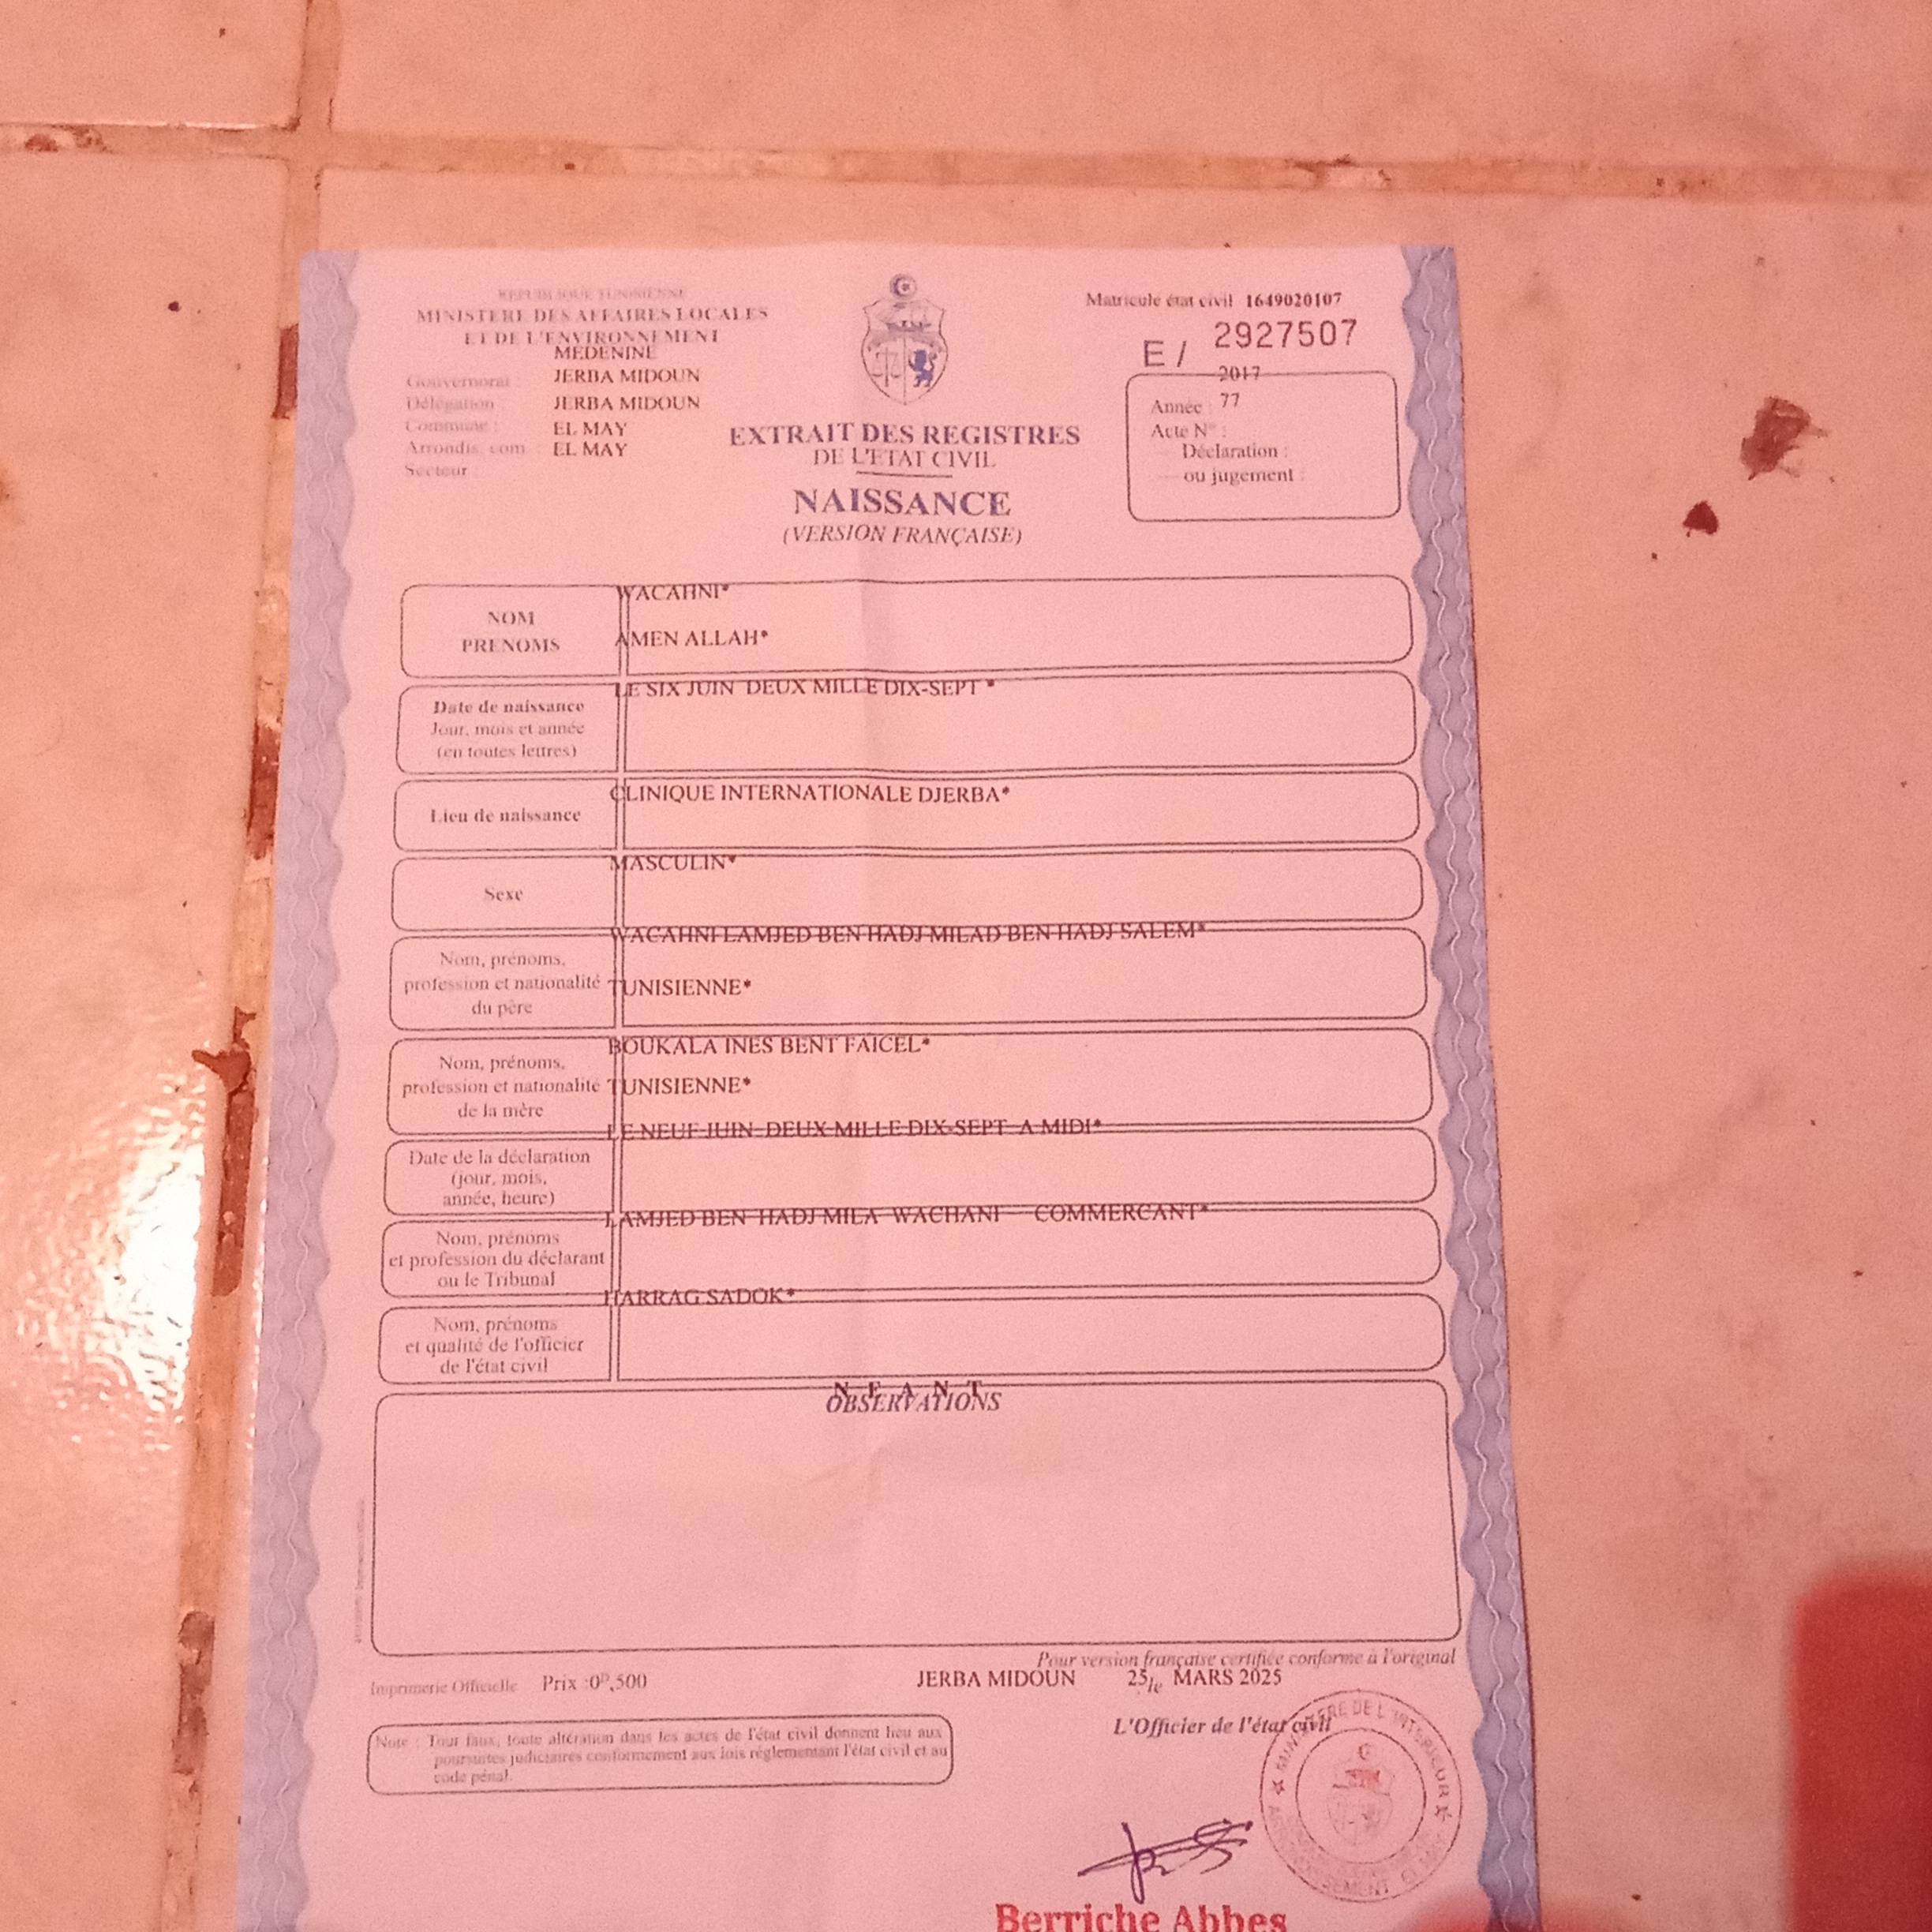 REPUBLIQUE TUNISIENNE
MINISTERE DES AFFAIRES LOCALES
ET DE L'ENVIRONNEMENT
MEDENINE
Gouvernorat : JERBA MIDOUN
Délégation : JERBA MIDOUN
Commune : EL MAY
Arrondis. com : EL MAY
Secteur :
EXTRAIT DES REGISTRES
DE L'ETAT CIVIL
NAISSANCE
(VERSION FRANÇAISE)
Matricule état civil 1649020107
E / 2927507
2017
Année : 77
Acte N° :
Déclaration :
ou jugement :
NOM WACAHNI*
PRENOMS AMEN ALLAH*
LE SIX JUIN DEUX MILLE DIX-SEPT *
Date de naissance
Jour, mois et année
(en toutes lettres)
CLINIQUE INTERNATIONALE DJERBA*
Lieu de naissance
MASCULIN*
Sexe
WACAHNI LAMJED BEN HADJ MILAD BEN HADJ SALEM*
Nom, prénoms,
profession et nationalité TUNISIENNE*
du père
BOUKALA INES BENT FAICEL*
Nom, prénoms,
profession et nationalité TUNISIENNE*
de la mère
LE NEUF JUIN DEUX MILLE DIX-SEPT A MIDI*
Date de la déclaration
(jour, mois,
année, heure)
LAMJED BEN HADJ MILA WACHANI COMMERCANT*
Nom, prénoms
et profession du déclarant
ou le Tribunal
HARRAG SADOK*
Nom, prénoms
et qualité de l'officier
de l'état civil
N E A N T
OBSERVATIONS
Pour version française certifiée conforme à l'original
Imprimerie Officielle Prix :0ᴰ,500 JERBA MIDOUN 25 le MARS 2025
L'Officier de l'état civil
Note : Tout faux, toute altération dans les actes de l'état civil donnent lieu aux
poursuites judiciaires conformement aux lois réglementant l'état civil et au
code pénal.
MINISTERE DE L'INTERIEUR
ARRONDISSEMENT EL MAY
Berriche Abbes